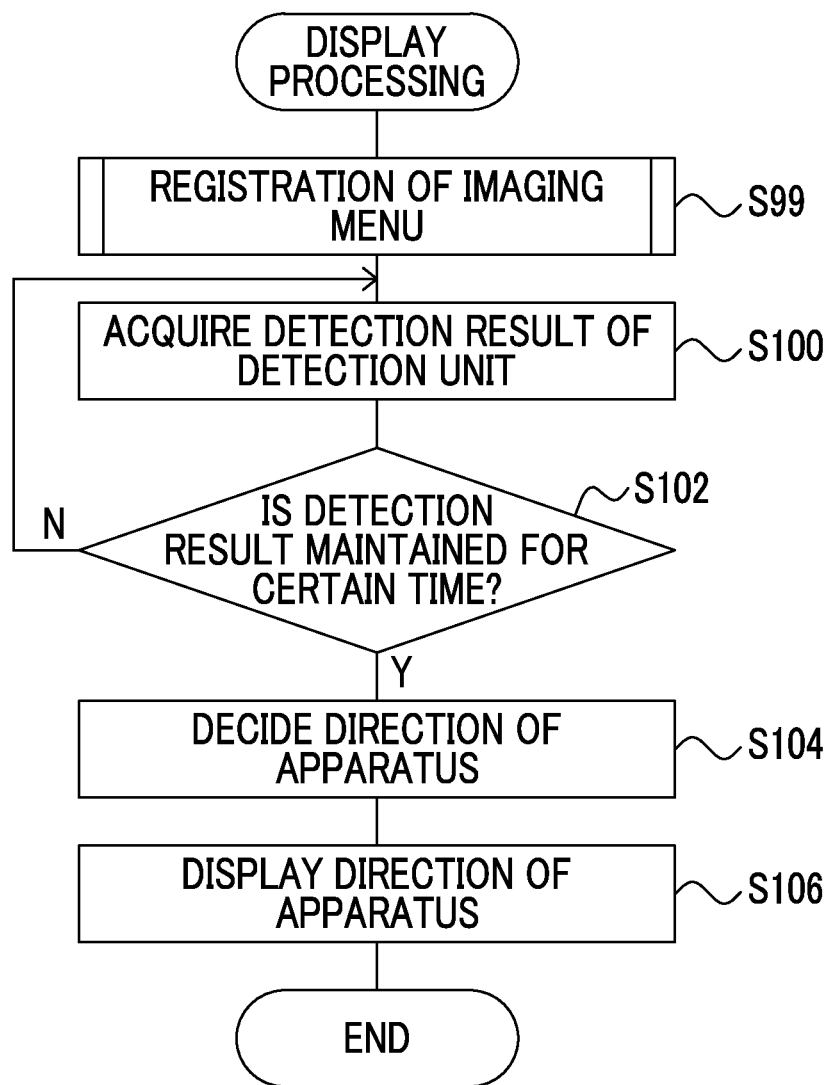 DISPLAY
PROCESSING
REGISTRATION OF IMAGING
MENU
S99
ACQUIRE DETECTION RESULT OF
DETECTION UNIT
S100
IS DETECTION
RESULT MAINTAINED FOR
CERTAIN TIME?
S102
N
Y
DECIDE DIRECTION OF
APPARATUS
S104
DISPLAY DIRECTION OF
APPARATUS
S106
END